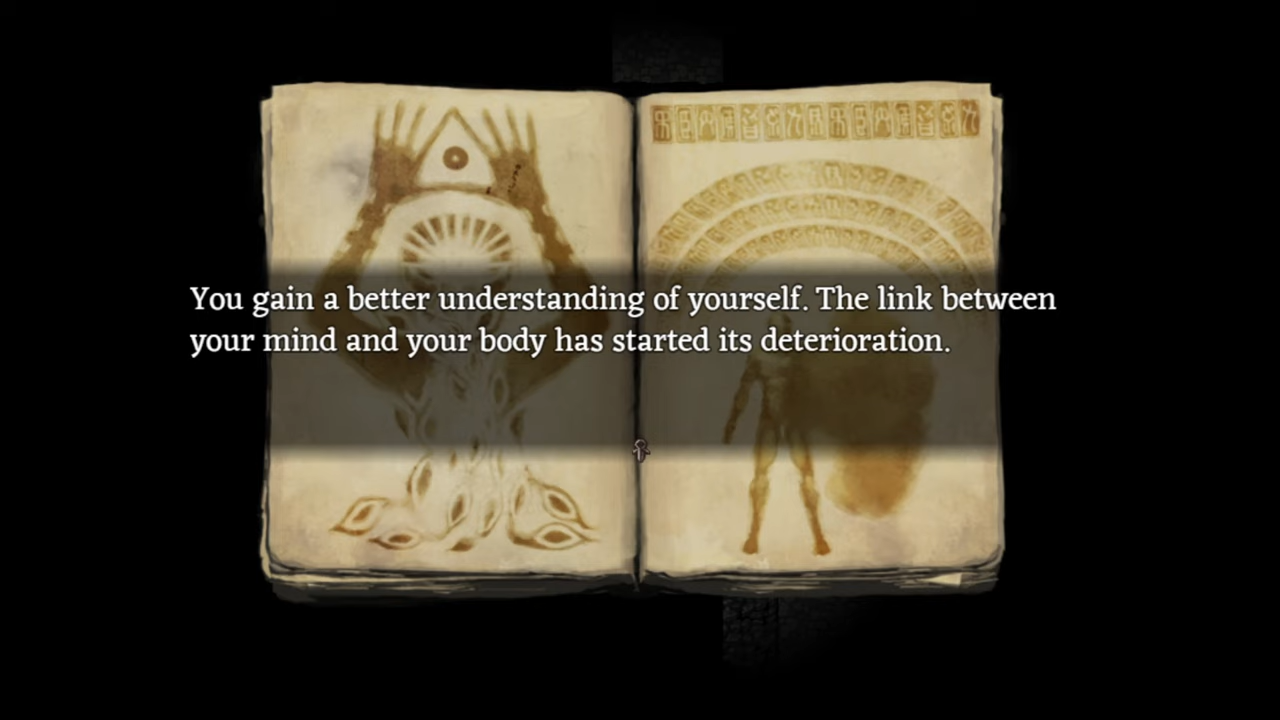 You gain a better understanding of yourself. The link between
your mind and your body has started its deterioration.